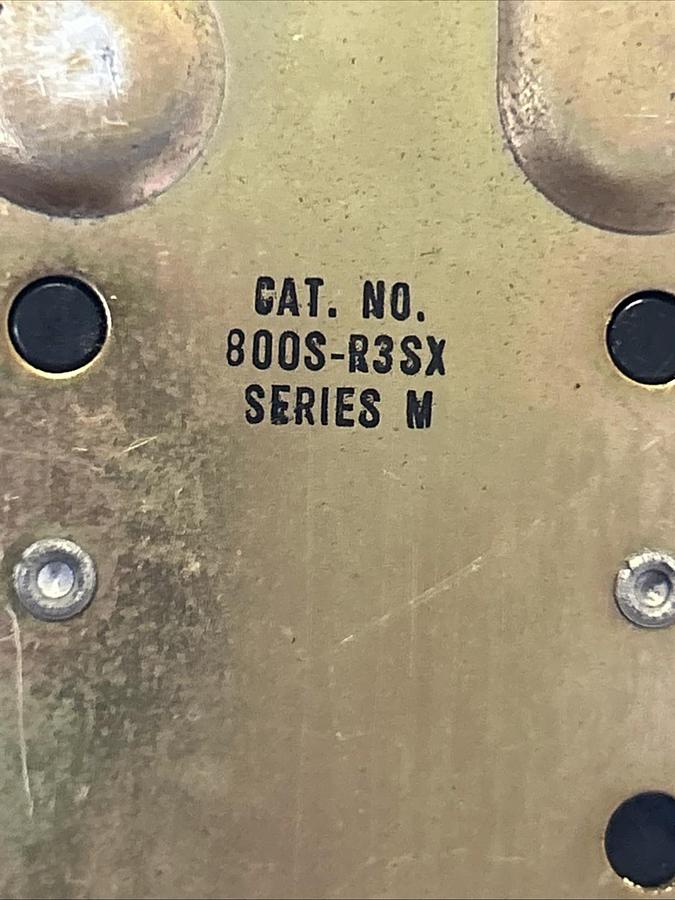 CAT. NO.
800S-R3SX
SERIES M